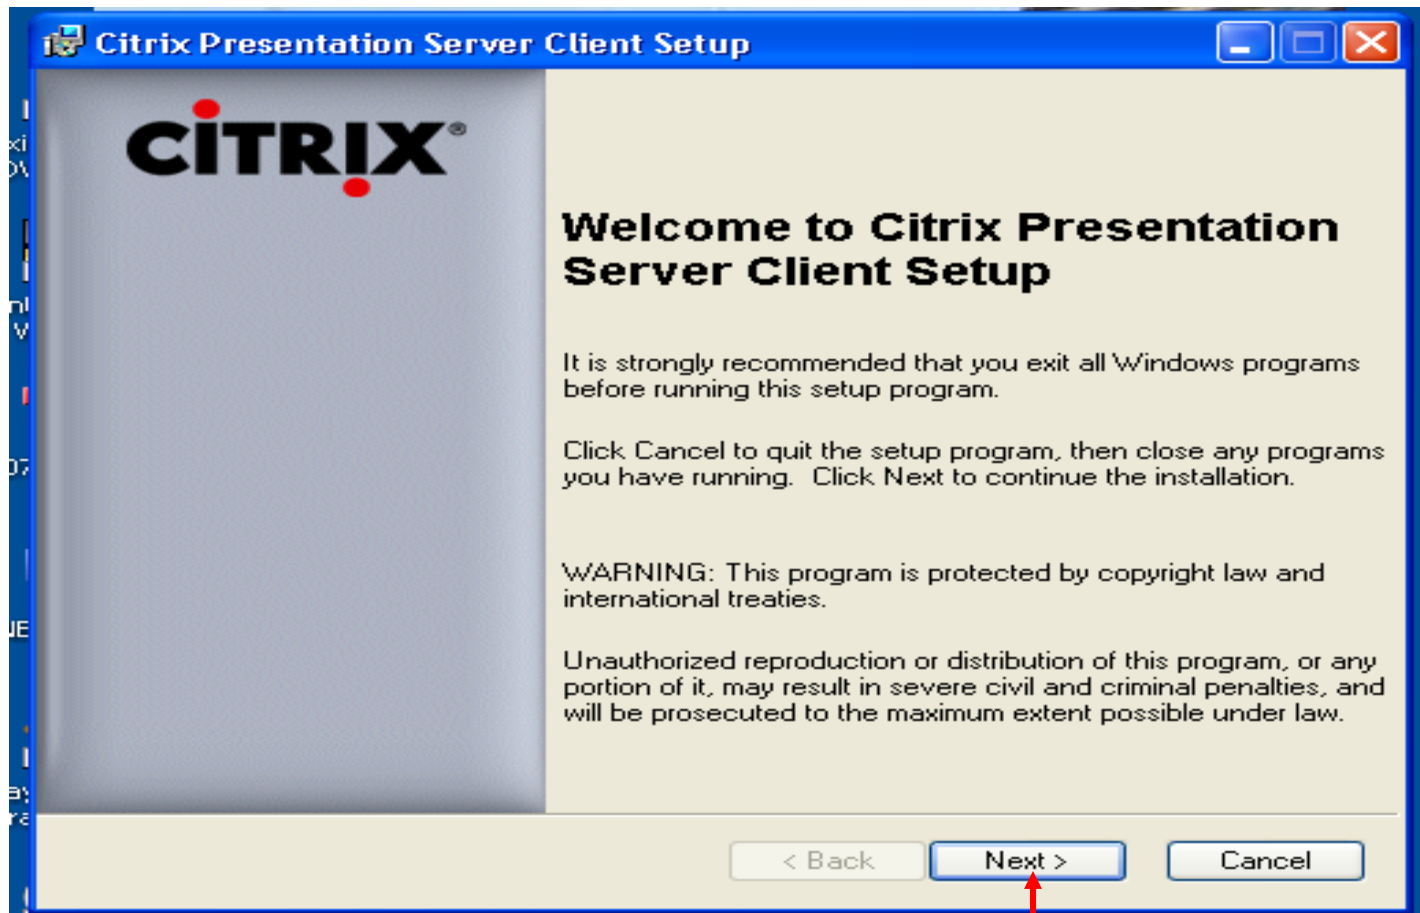 Citrix Presentation Server Client Setup
CiTRIX®
Welcome to Citrix Presentation
Server Client Setup
It is strongly recommended that you exit all Windows programs
before running this setup program.
Click Cancel to quit the setup program, then close any programs
you have running.  Click Next to continue the installation.
WARNING: This program is protected by copyright law and
international treaties.
Unauthorized reproduction or distribution of this program, or any
portion of it, may result in severe civil and criminal penalties, and
will be prosecuted to the maximum extent possible under law.
< Back
Next >
Cancel